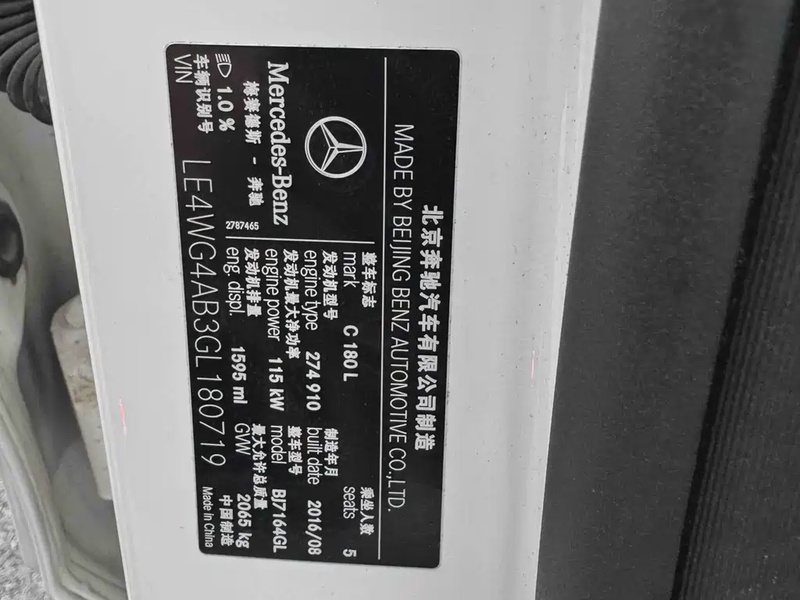 北京奔驰汽车有限公司制造
MADE BY BEIJING BENZ AUTOMOTIVE CO.,LTD.
Mercedes-Benz
梅赛德斯 - 奔驰
1.0 %
2787465
整车标志
mark C 180 L
乘坐人数
seats 5
发动机型号
engine type 274 910
制造年月
built date 2016/08
发动机最大净功率
engine power 115 kW
整车型号
model BJ7164GL
发动机排量
eng. displ. 1595 ml
最大允许总质量
GVW 2065 kg
车辆识别号
VIN LE4WG4AB3GL180719
中国制造
Made in China